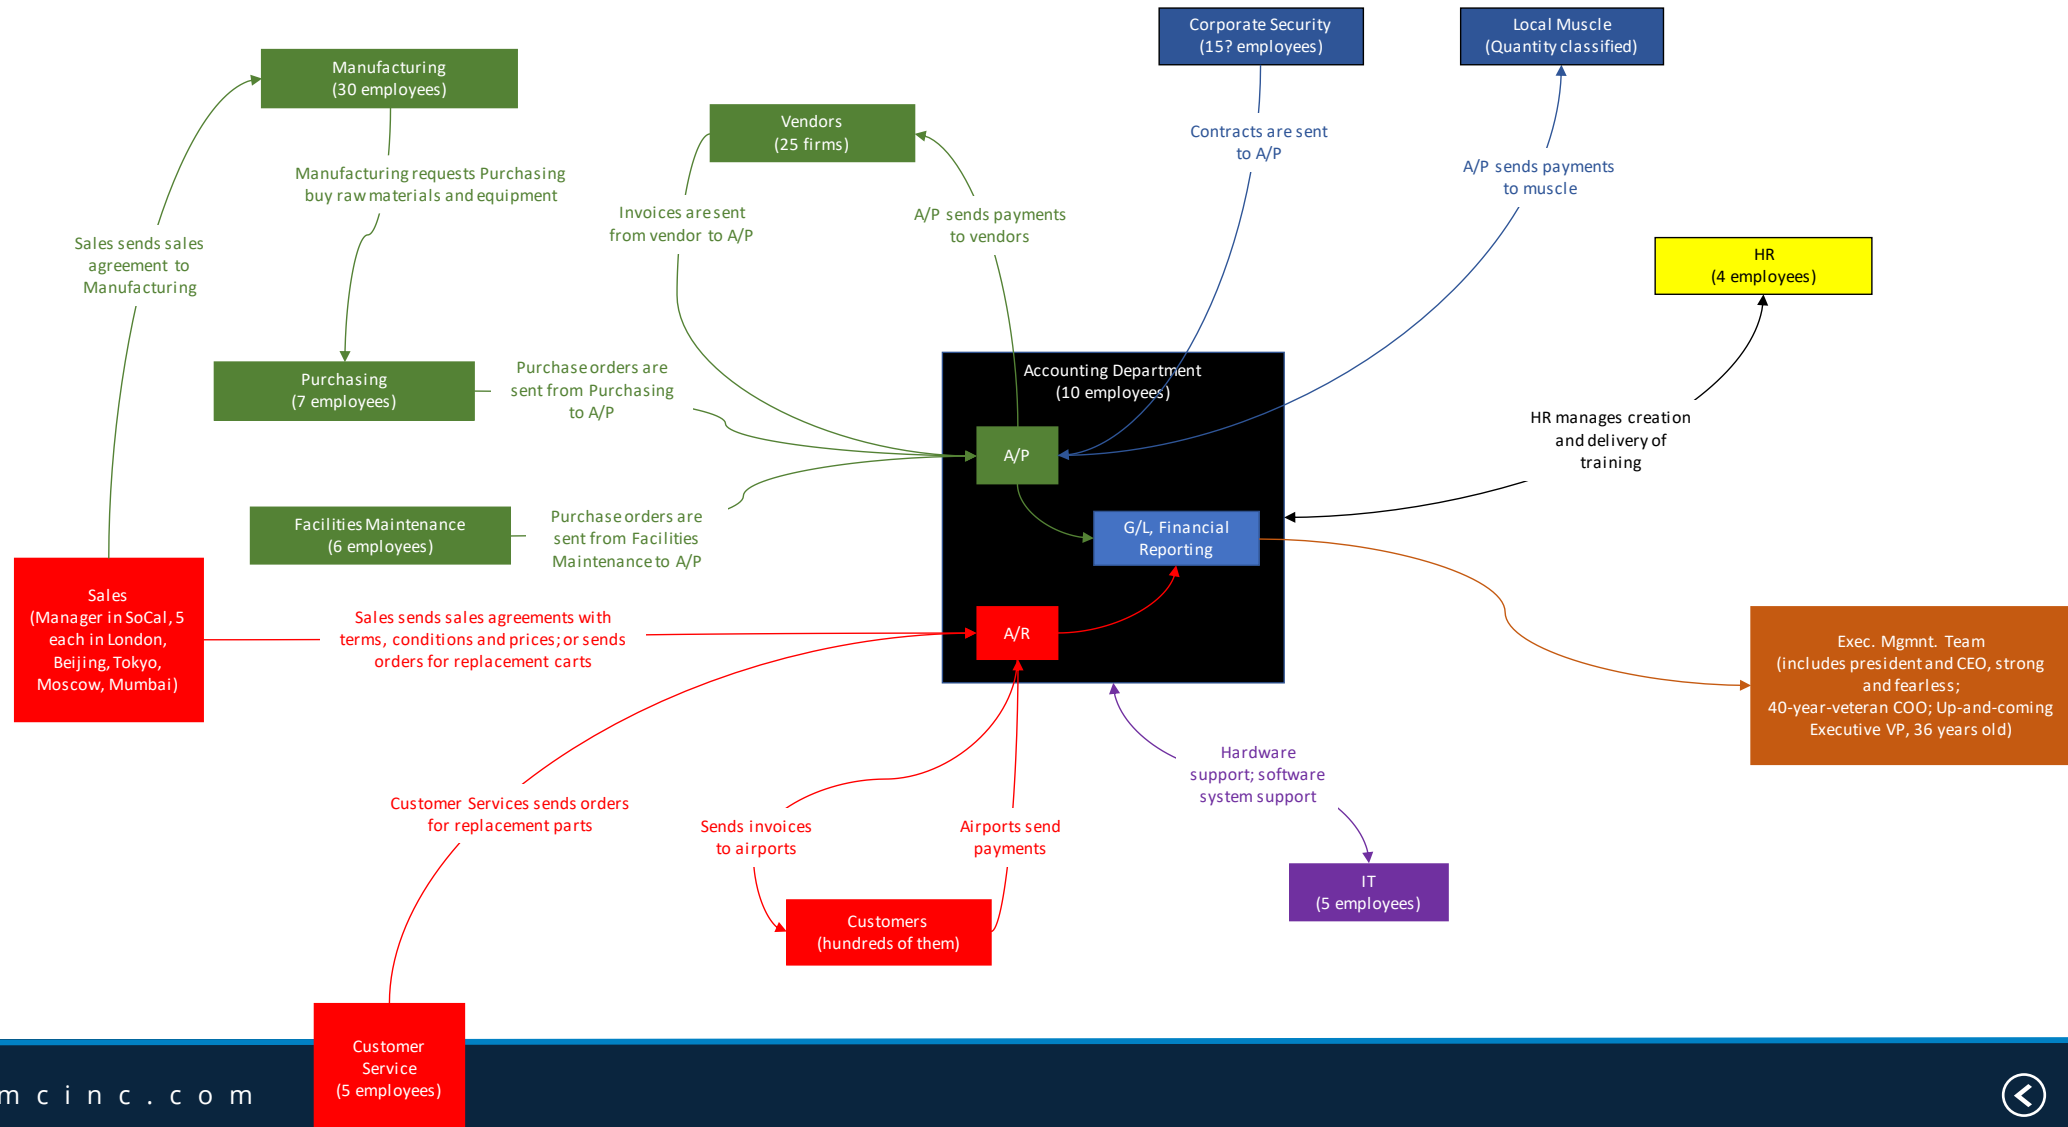 Corporate Security
(15? employees)
Local Muscle
(Quantity classified)
Manufacturing
(30 employees)
Vendors
(25 firms)
Contracts are sent
to A/P
A/P sends payments
to muscle
Manufacturing requests Purchasing
buy raw materials and equipment
Invoices are sent
from vendor to A/P
A/P sends payments
to vendors
Sales sends sales
agreement to
Manufacturing
HR
(4 employees)
Purchasing
(7 employees)
Purchase orders are
sent from Purchasing
to A/P
Accounting Department
(10 employees)
HR manages creation
and delivery of
training
A/P
Facilities Maintenance
(6 employees)
Purchase orders are
sent from Facilities
Maintenance to A/P
G/L, Financial
Reporting
Sales
(Manager in SoCal, 5
each in London,
Beijing, Tokyo,
Moscow, Mumbai)
Sales sends sales agreements with
terms, conditions and prices; or sends
orders for replacement carts
A/R
Exec. Mgmnt. Team
(includes president and CEO, strong
and fearless;
40-year-veteran COO; Up-and-coming
Executive VP, 36 years old)
Hardware
support; software
system support
Customer Services sends orders
for replacement parts
Sends invoices
to airports
Airports send
payments
IT
(5 employees)
Customers
(hundreds of them)
Customer
Service
(5 employees)
mcinc.com